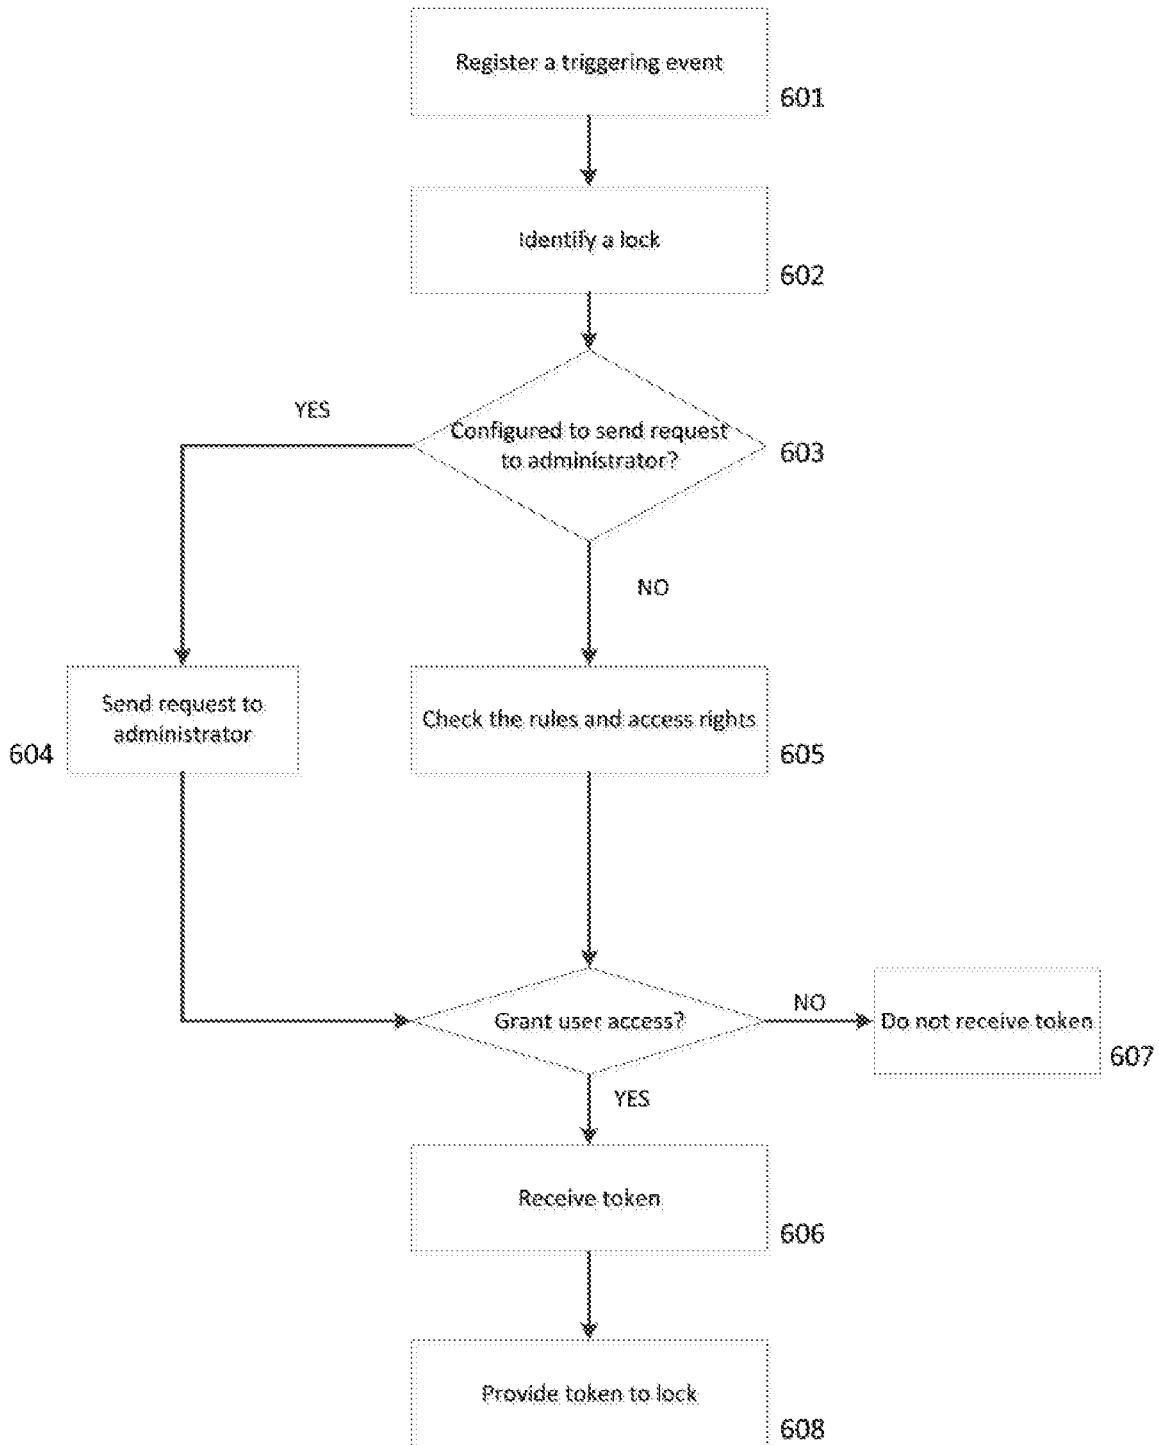 Register a triggering event
601
Identify a lock
602
YES
Configured to send request
to administrator?
603
NO
Send request to
administrator
604
Check the rules and access rights
605
Grant user access?
NO
Do not receive token
607
YES
Receive token
606
Provide token to lock
608